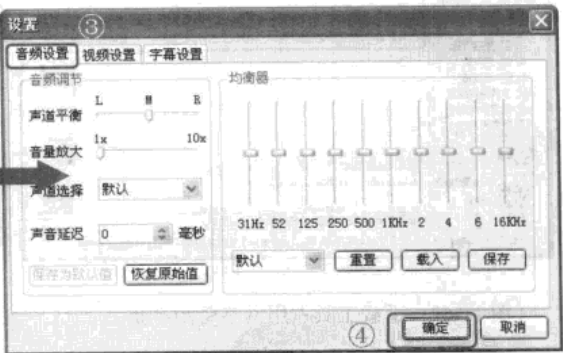 设置 ③
音频设置 视频设置 字幕设置
音频调节
L M R
声道平衡
1x 10x
音量放大
声道选择 默认
声音延迟 0 毫秒
保存为默认值 恢复原始值
均衡器
31Hz 52 125 250 500 1KHz 2 4 6 16KHz
默认 重置 载入 保存
④ 确定 取消